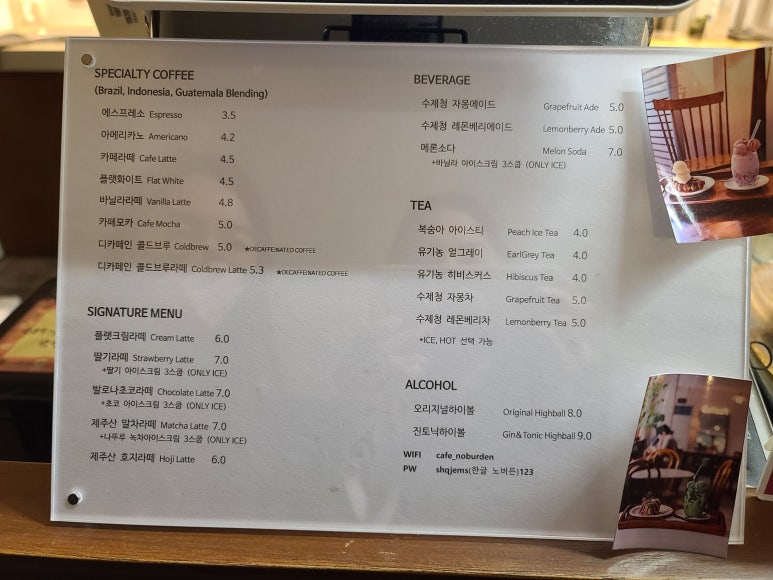 SPECIALTY COFFEE
(Brazil, Indonesia, Guatemala Blending)
에스프레소 Espresso 3.5
아메리카노 Americano 4.2
카페라떼 Cafe Latte 4.5
플랫화이트 Flat White 4.5
바닐라라떼 Vanilla Latte 4.8
카페모카 Cafe Mocha 5.0
디카페인 콜드브루 Coldbrew 5.0 ★DECAFFEINATED COFFEE
디카페인 콜드브루라떼 Coldbrew Latte 5.3 ★DECAFFEINATED COFFEE
SIGNATURE MENU
플랫크림라떼 Cream Latte 6.0
딸기라떼 Strawberry Latte 7.0
+딸기 아이스크림 3스쿱 (ONLY ICE)
발로나초코라떼 Chocolate Latte 7.0
+초코 아이스크림 3스쿱 (ONLY ICE)
제주산 말차라떼 Matcha Latte 7.0
+나뚜루 녹차아이스크림 3스쿱 (ONLY ICE)
제주산 호지라떼 Hoji Latte 6.0
BEVERAGE
수제청 자몽에이드 Grapefruit Ade 5.0
수제청 레몬베리에이드 Lemonberry Ade 5.0
메론소다 Melon Soda 7.0
+바닐라 아이스크림 3스쿱 (ONLY ICE)
TEA
복숭아 아이스티 Peach Ice Tea 4.0
유기농 얼그레이 EarlGrey Tea 4.0
유기농 히비스커스 Hibiscus Tea 4.0
수제청 자몽차 Grapefruit Tea 5.0
수제청 레몬베리차 Lemonberry Tea 5.0
*ICE, HOT 선택 가능
ALCOHOL
오리지널하이볼 Original Highball 8.0
진토닉하이볼 Gin&Tonic Highball 9.0
WIFI cafe_noburden
PW shqjems(한글 노버든)123